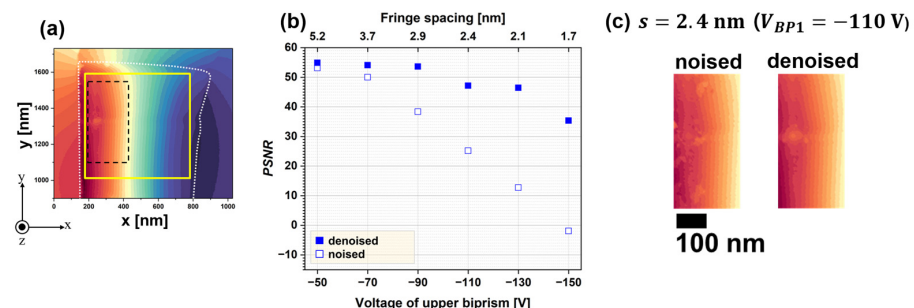 (a)
y [nm]
1600
1400
1200
1000
0 200 400 600 800 1000
x [nm]
y
x
z
(b)
Fringe spacing [nm]
5.2 3.7 2.9 2.4 2.1 1.7
PSNR
60
50
40
30
20
10
0
−10
denoised
noised
−50 −70 −90 −110 −130 −150
Voltage of upper biprism [V]
(c) s = 2.4 nm (V_BP1 = −110 V)
noised denoised
100 nm